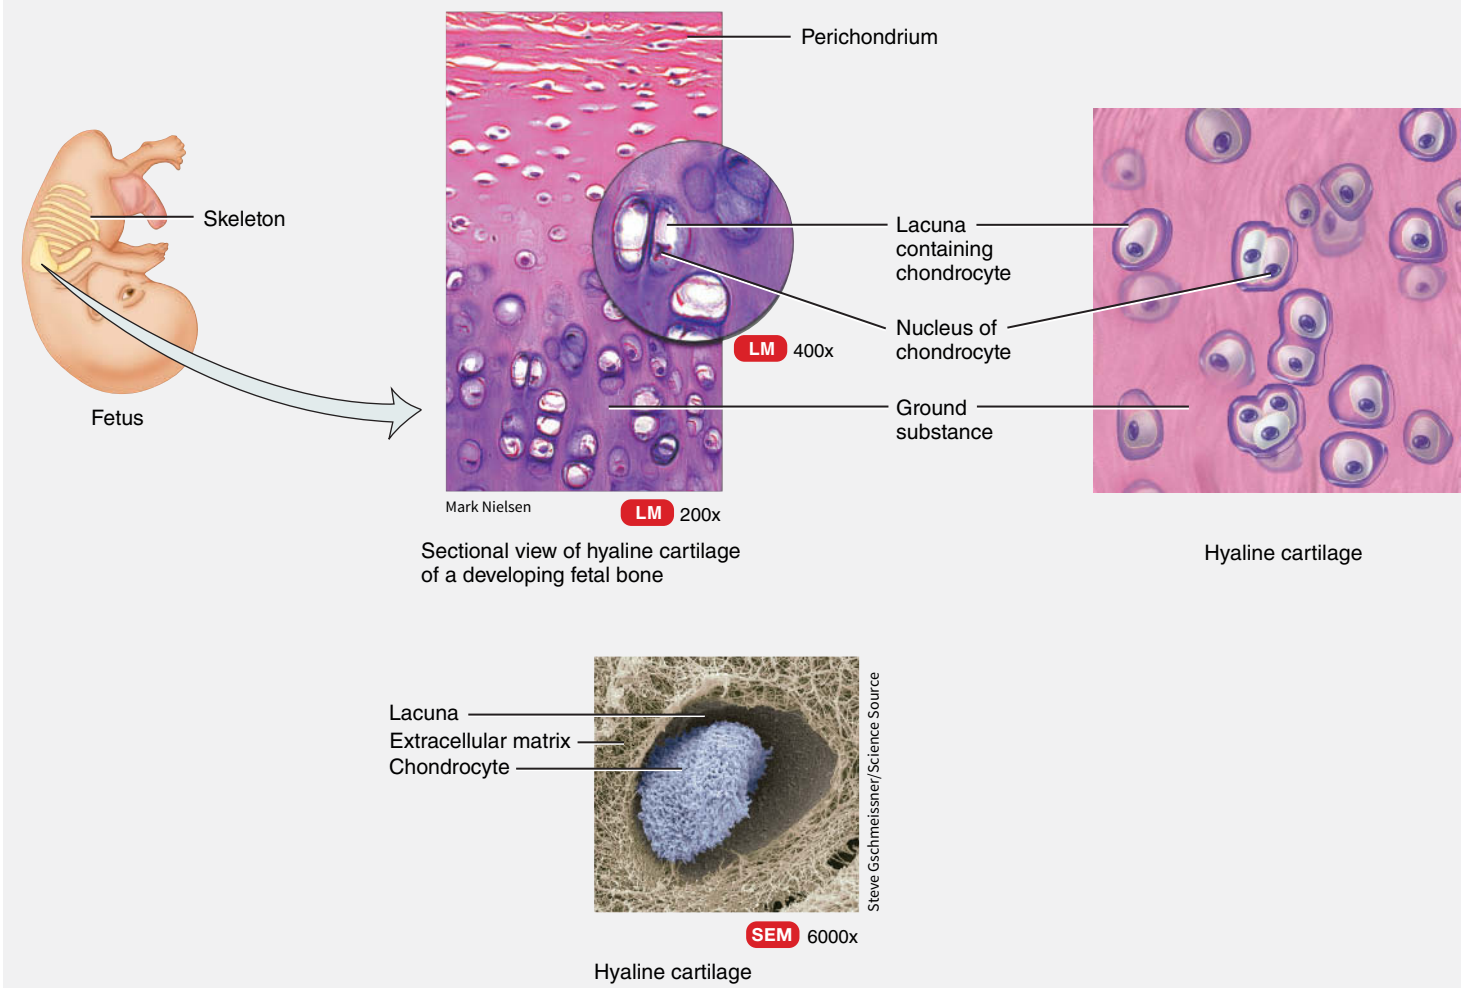 Perichondrium
Skeleton
Fetus
Lacuna
containing
chondrocyte
Nucleus of
chondrocyte
LM 400x
Ground
substance
Mark Nielsen
LM 200x
Sectional view of hyaline cartilage
of a developing fetal bone
Hyaline cartilage
Lacuna
Extracellular matrix
Chondrocyte
Steve Gschmeissner/Science Source
SEM 6000x
Hyaline cartilage